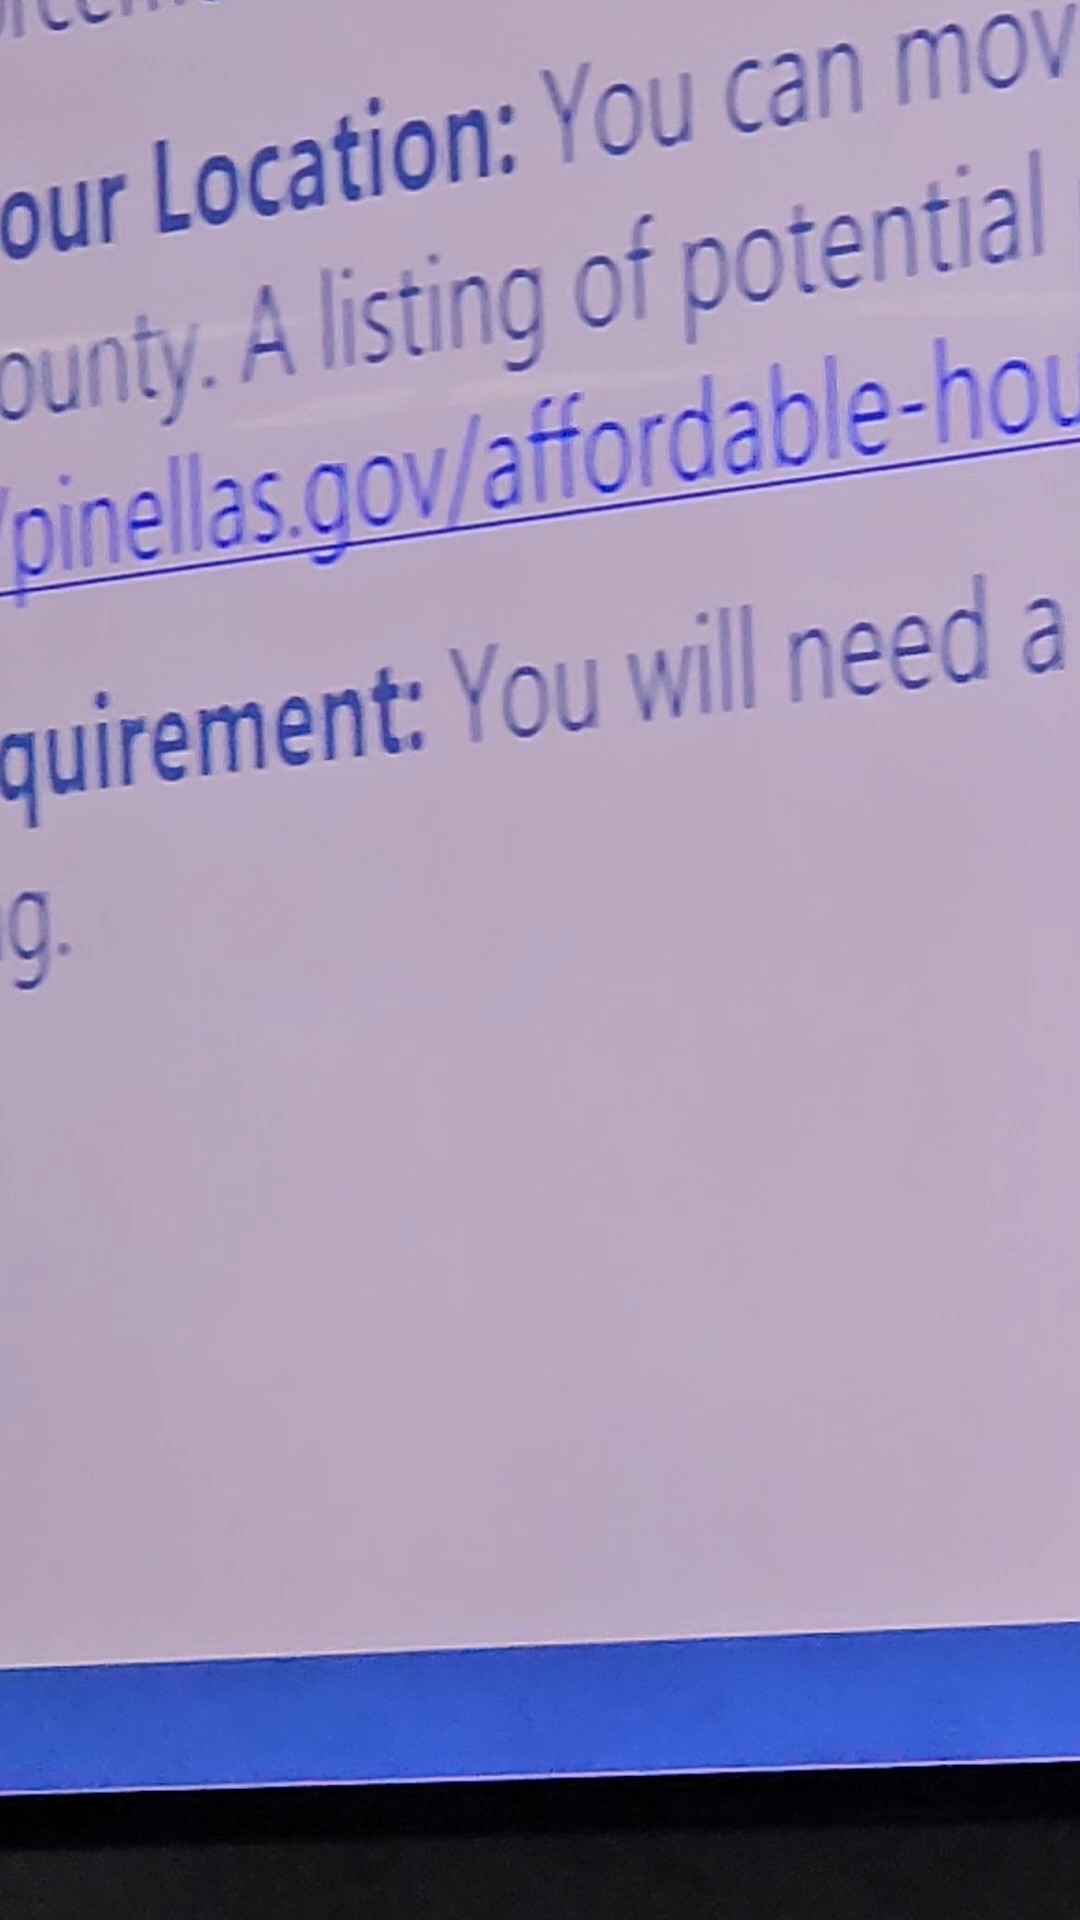 our Location: You can mov
ounty. A listing of potential
/pinellas.gov/affordable-hou
quirement: You will need a
g.